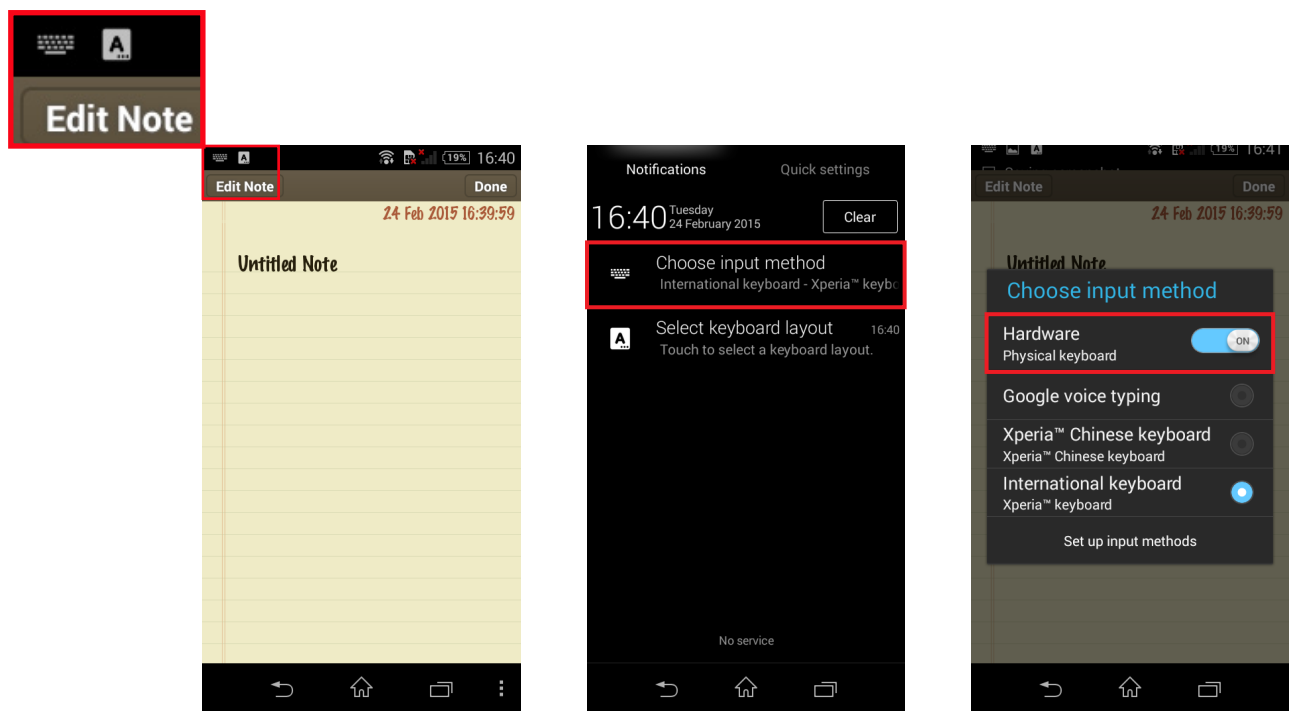 A
Edit Note
A
19%
16:40
Edit Note
Done
24 Feb 2015 16:39:59
Untitled Note
Notifications
Quick settings
16:40
Tuesday
24 February 2015
Clear
Choose input method
International keyboard - Xperia™ keybo
A
Select keyboard layout
16:40
Touch to select a keyboard layout.
No service
A
19%
16:41
Edit Note
Done
24 Feb 2015 16:39:59
Untitled Note
Choose input method
Hardware
ON
Physical keyboard
Google voice typing
Xperia™ Chinese keyboard
Xperia™ Chinese keyboard
International keyboard
Xperia™ keyboard
Set up input methods